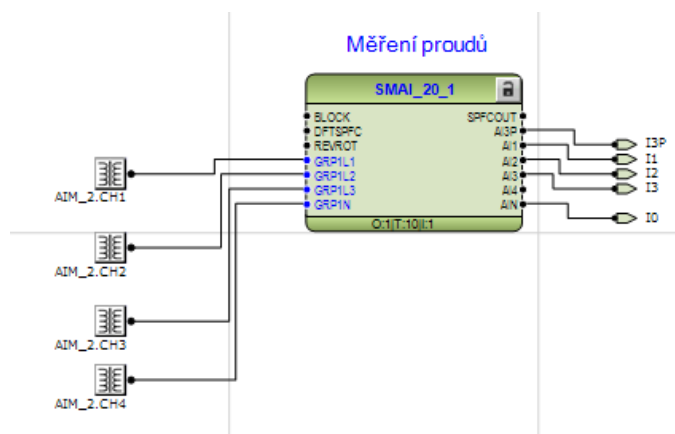 Měření proudů
SMAI_20_1
BLOCK SPFCOUT
DFTSPFC AI3P I3P
REVROT AI1 I1
GRP1L1 AI2 I2
GRP1L2 AI3 I3
GRP1L3 AI4
GRP1N AIN I0
O:1|T:10|I:1
AIM_2.CH1
AIM_2.CH2
AIM_2.CH3
AIM_2.CH4